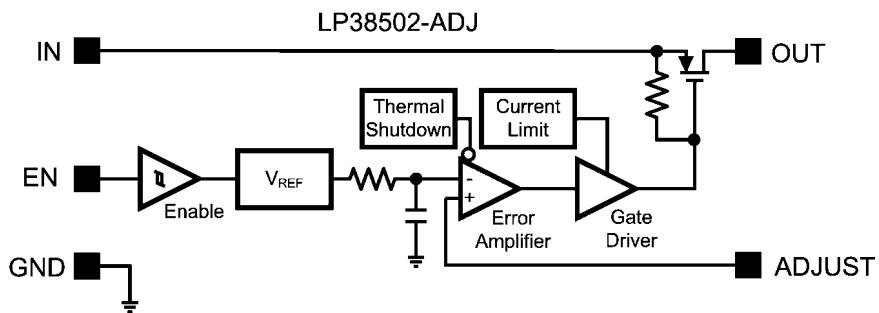 LP38502-ADJ
IN
OUT
Thermal
Shutdown
Current
Limit
EN
VREF
-
+
Enable
Error
Amplifier
Gate
Driver
GND
ADJUST